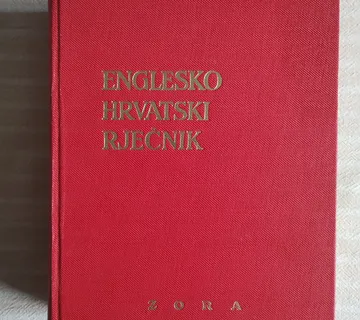 ENGLESKO
HRVATSKI
RJEČNIK
ZORA